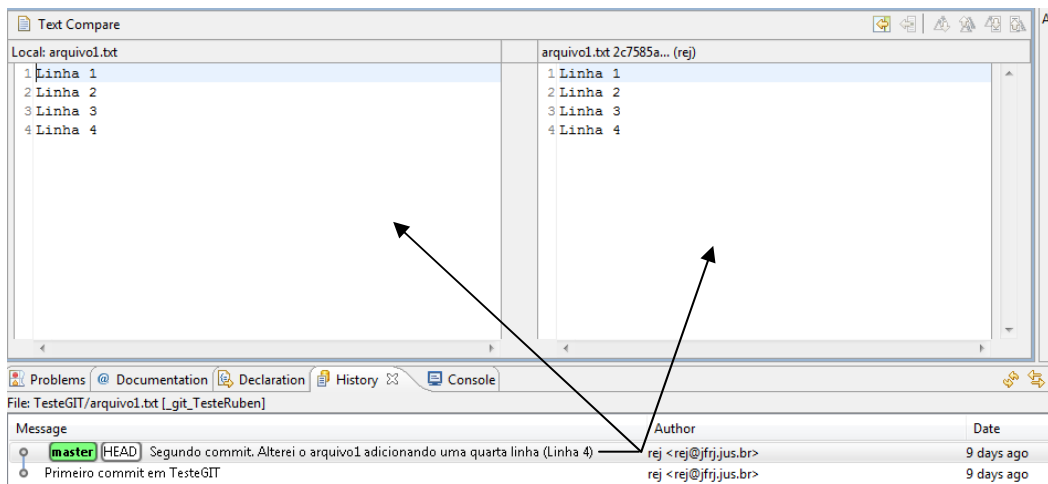 Text Compare
A
Local: arquivo1.txt
arquivo1.txt 2c7585a... (rej)
1 Linha 1
2 Linha 2
3 Linha 3
4 Linha 4
1 Linha 1
2 Linha 2
3 Linha 3
4 Linha 4
Problems @ Documentation Declaration History Console
File: TesteGIT/arquivo1.txt [_git_TesteRuben]
Message Author Date
master HEAD Segundo commit. Alterei o arquivo1 adicionando uma quarta linha (Linha 4) rej <rej@jfrj.jus.br> 9 days ago
Primeiro commit em TesteGIT rej <rej@jfrj.jus.br> 9 days ago